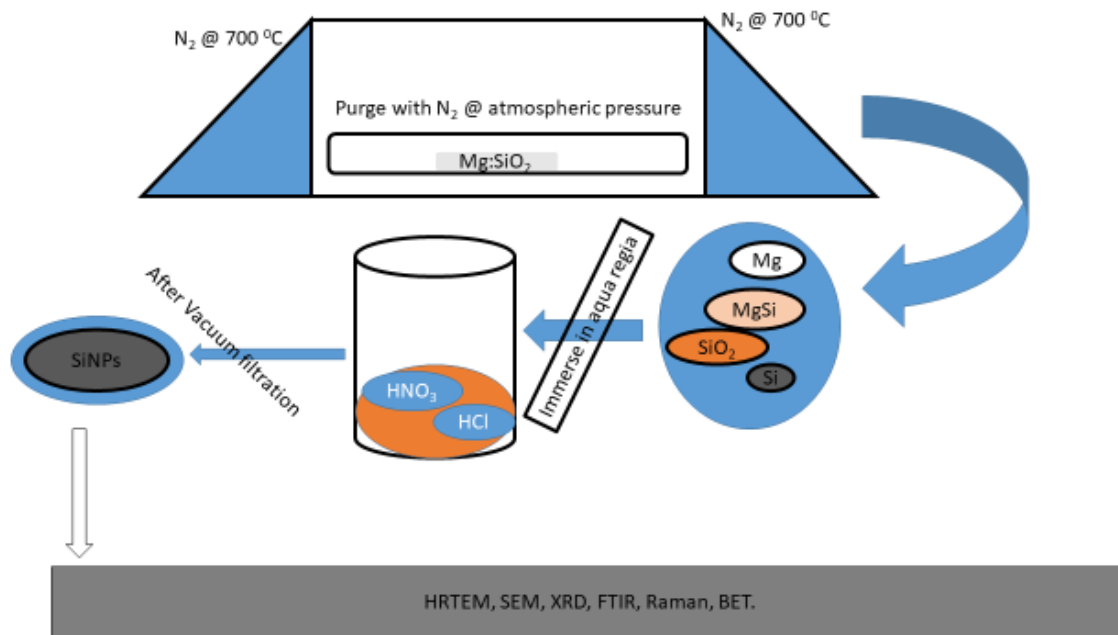 N₂ @ 700 ⁰C
N₂ @ 700 ⁰C
Purge with N₂ @ atmospheric pressure
Mg:SiO₂
Mg
MgSi
SiO₂
Si
Immerse in aqua regia
HNO₃
HCl
After Vacuum filtration
SiNPs
HRTEM, SEM, XRD, FTIR, Raman, BET.